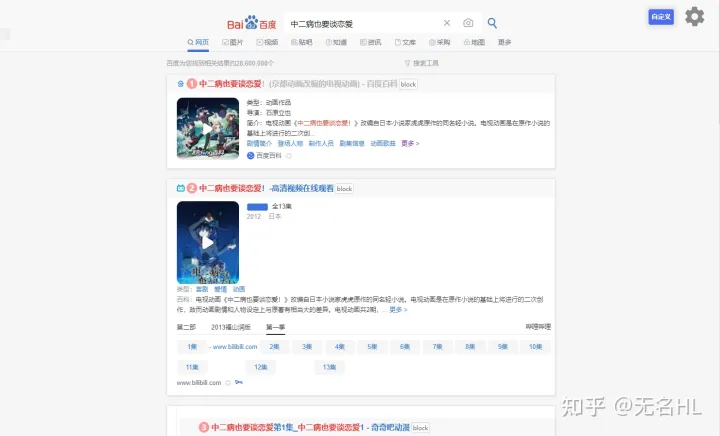 Bai百度
中二病也要谈恋爱
自定义
网页 图片 视频 贴吧 知道 资讯 文库 采购 地图 更多
百度为您找到相关结果约28,600,000个
搜索工具
1 中二病也要谈恋爱! (京都动画改编的电视动画) - 百度百科 block
类型：动画作品
导演：石原立也
简介：电视动画《中二病也要谈恋爱！》改编自日本小说家虎虎原作的同名轻小说。电视动画是在原作小说的
基础上将进行的二次创...
剧情简介 登场人物 制作人员 剧集信息 动画歌曲 更多 >
百度百科
2 中二病也要谈恋爱! -高清视频在线观看 block
全13集
2012 日本
类型：喜剧 爱情 动画
百科：电视动画《中二病也要谈恋爱！》改编自日本小说家虎虎原作的同名轻小说。电视动画是在原作小说的基础上将进行的二次创
作，故而动画剧情和人物设定上与原著有相当大的差异。电视动画共2期，... 更多 >
第二部 2013福山润版 第一季 哔哩哔哩
1集 - www.bilibili.com 2集 3集 4集 5集 6集 7集 8集 9集 10集
11集 12集 13集
www.bilibili.com
3 中二病也要谈恋爱第1集_中二病也要谈恋爱1 - 奇奇吧动漫 block
知乎 @无名HL